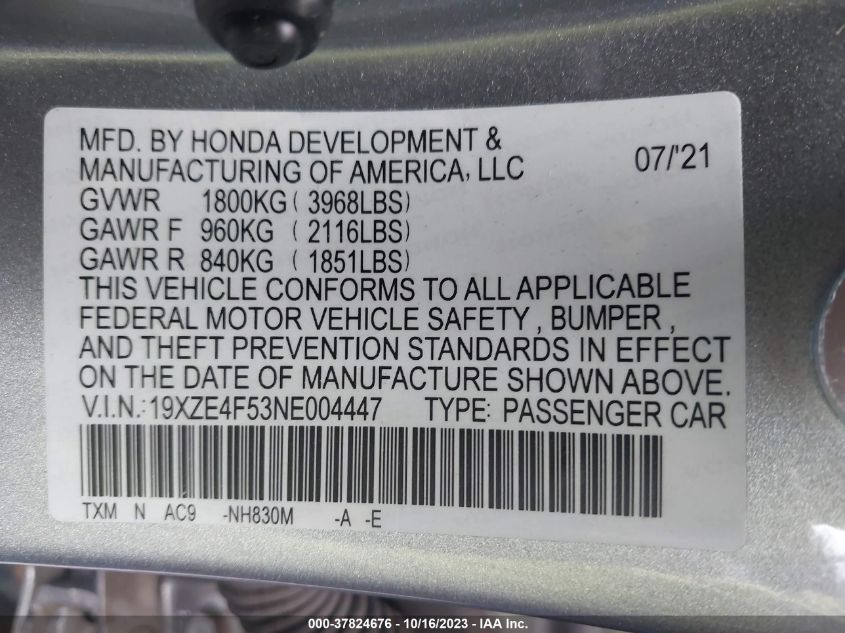 MFD. BY HONDA DEVELOPMENT &
MANUFACTURING OF AMERICA, LLC 07/'21
GVWR 1800KG ( 3968LBS)
GAWR F 960KG ( 2116LBS)
GAWR R 840KG ( 1851LBS)
THIS VEHICLE CONFORMS TO ALL APPLICABLE
FEDERAL MOTOR VEHICLE SAFETY , BUMPER ,
AND THEFT PREVENTION STANDARDS IN EFFECT
ON THE DATE OF MANUFACTURE SHOWN ABOVE.
V.I.N.:19XZE4F53NE004447 TYPE: PASSENGER CAR
TXM N AC9 -NH830M -A -E
000-37824676 - 10/16/2023 - IAA Inc.